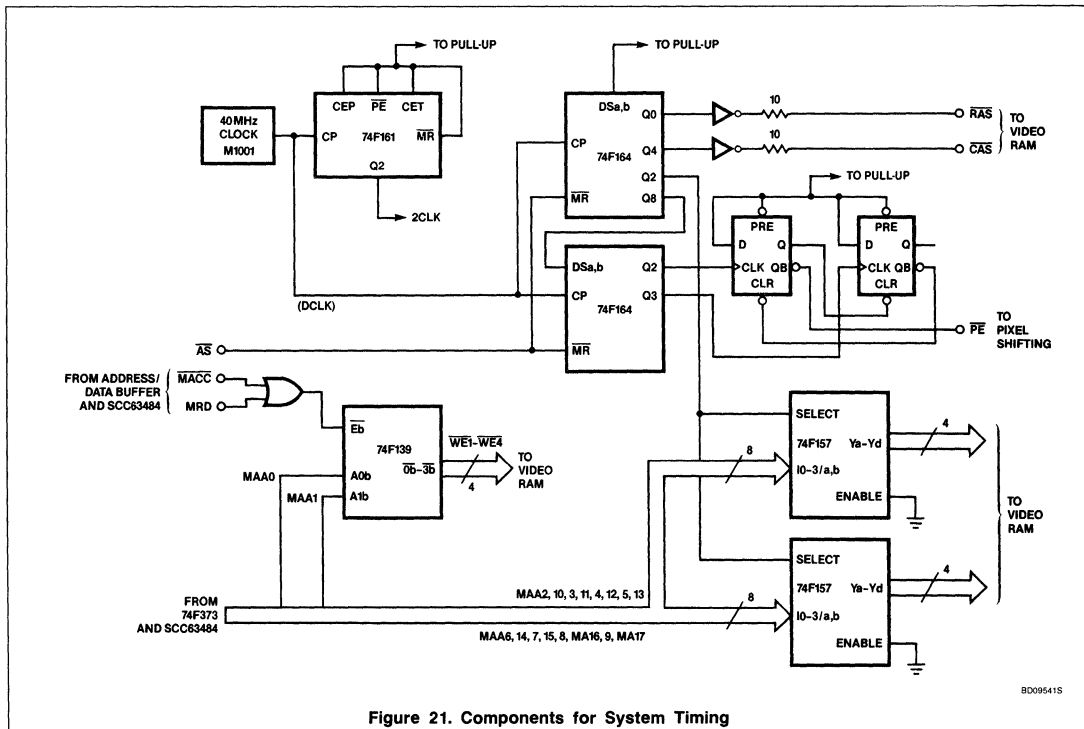 TO PULL-UP
CEP PE CET
40 MHz
CLOCK
M1001
CP
74F161
MR
Q2
2CLK
(DCLK)
TO PULL-UP
DSa,b
Q0
CP
74F164
Q4
Q2
MR
Q8
10
RAS
10
CAS
TO
VIDEO
RAM
DSa,b
Q2
CP
74F164
Q3
MR
TO PULL-UP
PRE
D Q
CLK QB
CLR
PRE
D Q
CLK QB
CLR
PE
TO
PIXEL
SHIFTING
AS
FROM ADDRESS/
DATA BUFFER
AND SCC63484
MACC
MRD
Eb
74F139
0b-3b
A0b
A1b
MAA0
MAA1
WE1-WE4
4
TO
VIDEO
RAM
SELECT
74F157 Ya-Yd
I0-3/a,b
ENABLE
8
4
SELECT
74F157 Ya-Yd
I0-3/a,b
ENABLE
8
4
TO
VIDEO
RAM
FROM
74F373
AND SCC63484
MAA2, 10, 3, 11, 4, 12, 5, 13
MAA6, 14, 7, 15, 8, MA16, 9, MA17
BD09541S
Figure 21. Components for System Timing